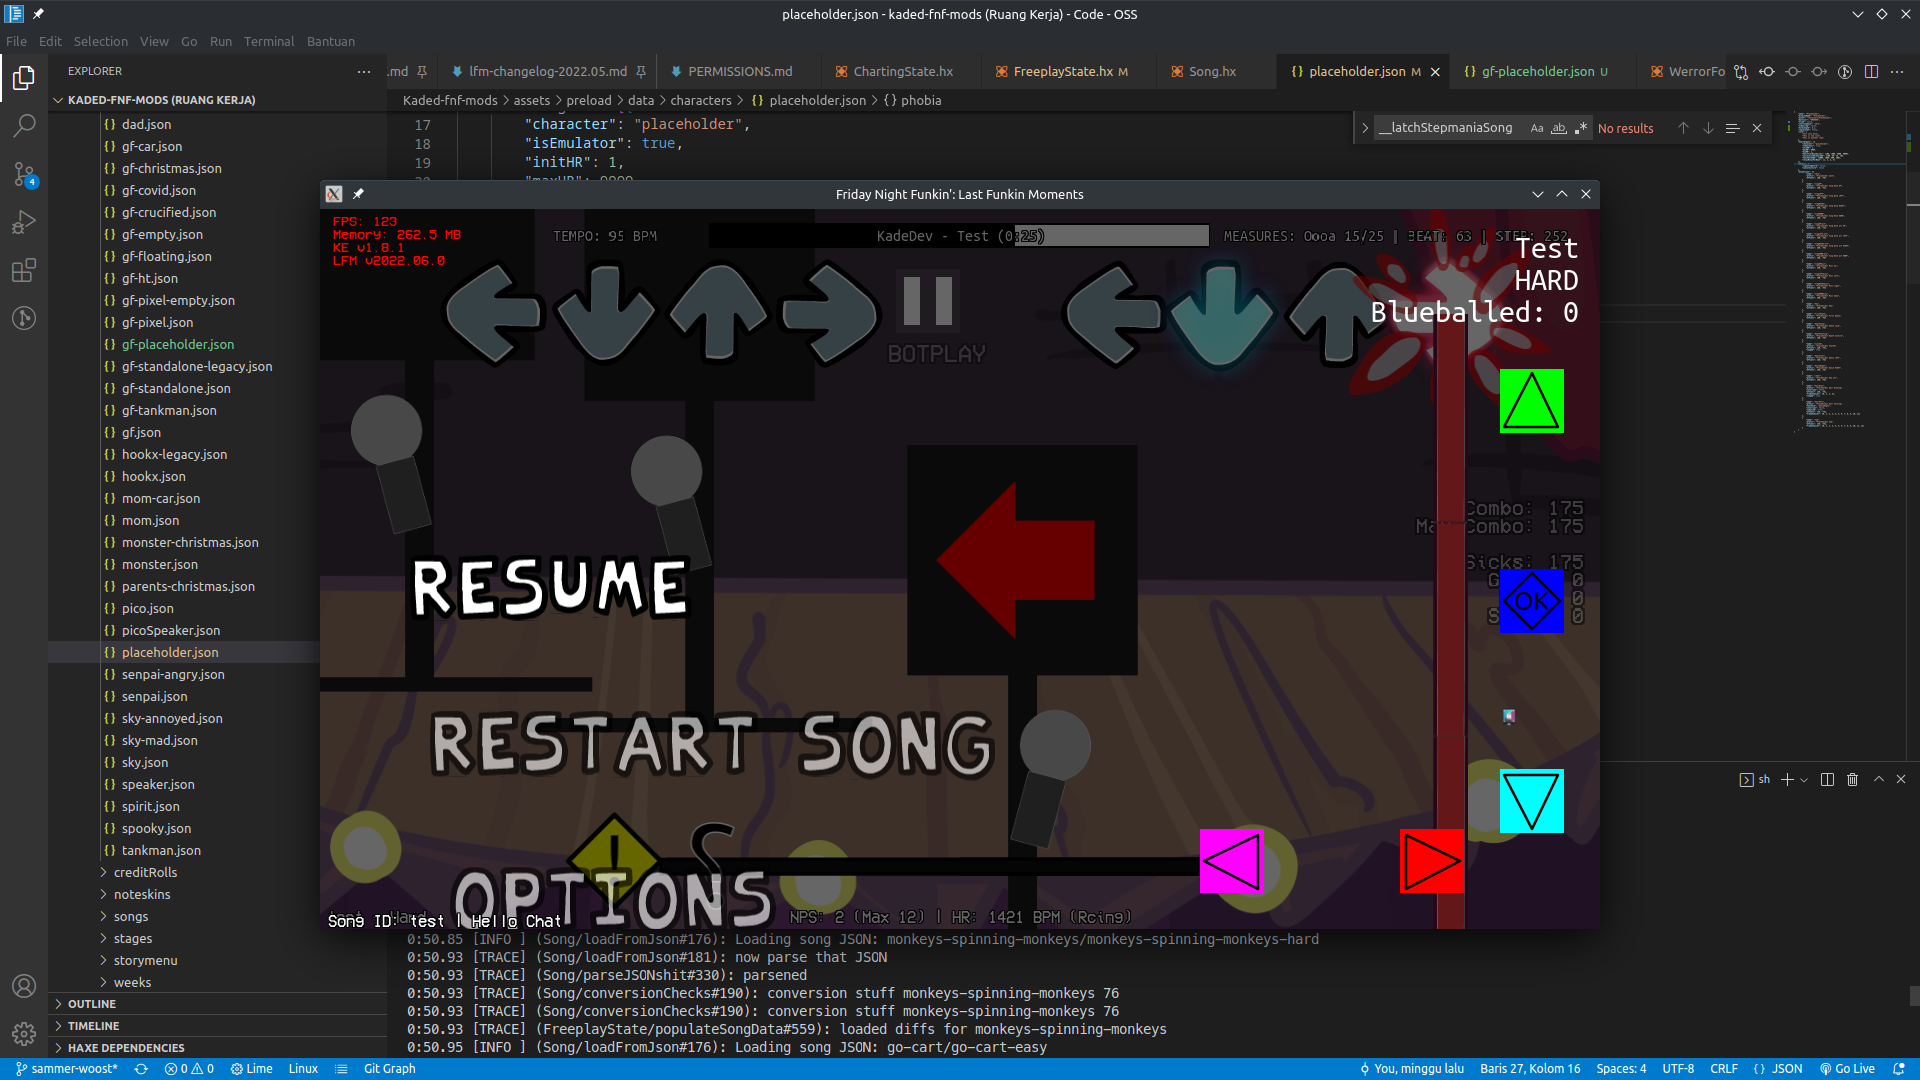 placeholder.json - kaded-fnf-mods (Ruang Kerja) - Code - OSS
File Edit Selection View Go Run Terminal Bantuan
EXPLORER
.md lfm-changelog-2022.05.md PERMISSIONS.md ChartingState.hx FreeplayState.hx M Song.hx placeholder.json M gf-placeholder.json U WerrorFo
KADED-FNF-MODS (RUANG KERJA)
Kaded-fnf-mods > assets > preload > data > characters > {} placeholder.json > {} phobia
17 "character": "placeholder",
18 "isEmulator": true,
19 "initHR": 1,
__latchStepmaniaSong Aa ab .* No results
{} dad.json
{} gf-car.json
{} gf-christmas.json
{} gf-covid.json
{} gf-crucified.json
{} gf-empty.json
{} gf-floating.json
{} gf-ht.json
{} gf-pixel-empty.json
{} gf-pixel.json
{} gf-placeholder.json
{} gf-standalone-legacy.json
{} gf-standalone.json
{} gf-tankman.json
{} gf.json
{} hookx-legacy.json
{} hookx.json
{} mom-car.json
{} mom.json
{} monster-christmas.json
{} monster.json
{} parents-christmas.json
{} pico.json
{} picoSpeaker.json
{} placeholder.json
{} senpai-angry.json
{} senpai.json
{} sky-annoyed.json
{} sky-mad.json
{} sky.json
{} speaker.json
{} spirit.json
{} spooky.json
{} tankman.json
creditRolls
noteskins
songs
stages
storymenu
weeks
OUTLINE
TIMELINE
HAXE DEPENDENCIES
4
Friday Night Funkin': Last Funkin Moments
FPS: 123
Memory: 262.5 MB
KE v1.8.1
LFM v2022.06.0
TEMPO: 95 BPM
KadeDev - Test (0:25)
MEASURES: Oooa 15/25 | BEAT: 63 | STEP: 252
Test
HARD
Blueballed: 0
BOTPLAY
Combo: 175
Max Combo: 175
Sicks: 175
OK
RESUME
RESTART SONG
OPTIONS
!
Song ID: test | Hello Chat
NPS: 2 (Max 12) | HR: 1421 BPM (Rcing)
sh
0:50.85 [INFO ] (Song/loadFromJson#176): Loading song JSON: monkeys-spinning-monkeys/monkeys-spinning-monkeys-hard
0:50.93 [TRACE] (Song/loadFromJson#181): now parse that JSON
0:50.93 [TRACE] (Song/parseJSONshit#330): parsened
0:50.93 [TRACE] (Song/conversionChecks#190): conversion stuff monkeys-spinning-monkeys 76
0:50.93 [TRACE] (Song/conversionChecks#190): conversion stuff monkeys-spinning-monkeys 76
0:50.93 [TRACE] (FreeplayState/populateSongData#559): loaded diffs for monkeys-spinning-monkeys
0:50.95 [INFO ] (Song/loadFromJson#176): Loading song JSON: go-cart/go-cart-easy
sammer-woost* 0 0 Lime Linux Git Graph You, minggu lalu Baris 27, Kolom 16 Spaces: 4 UTF-8 CRLF {} JSON Go Live